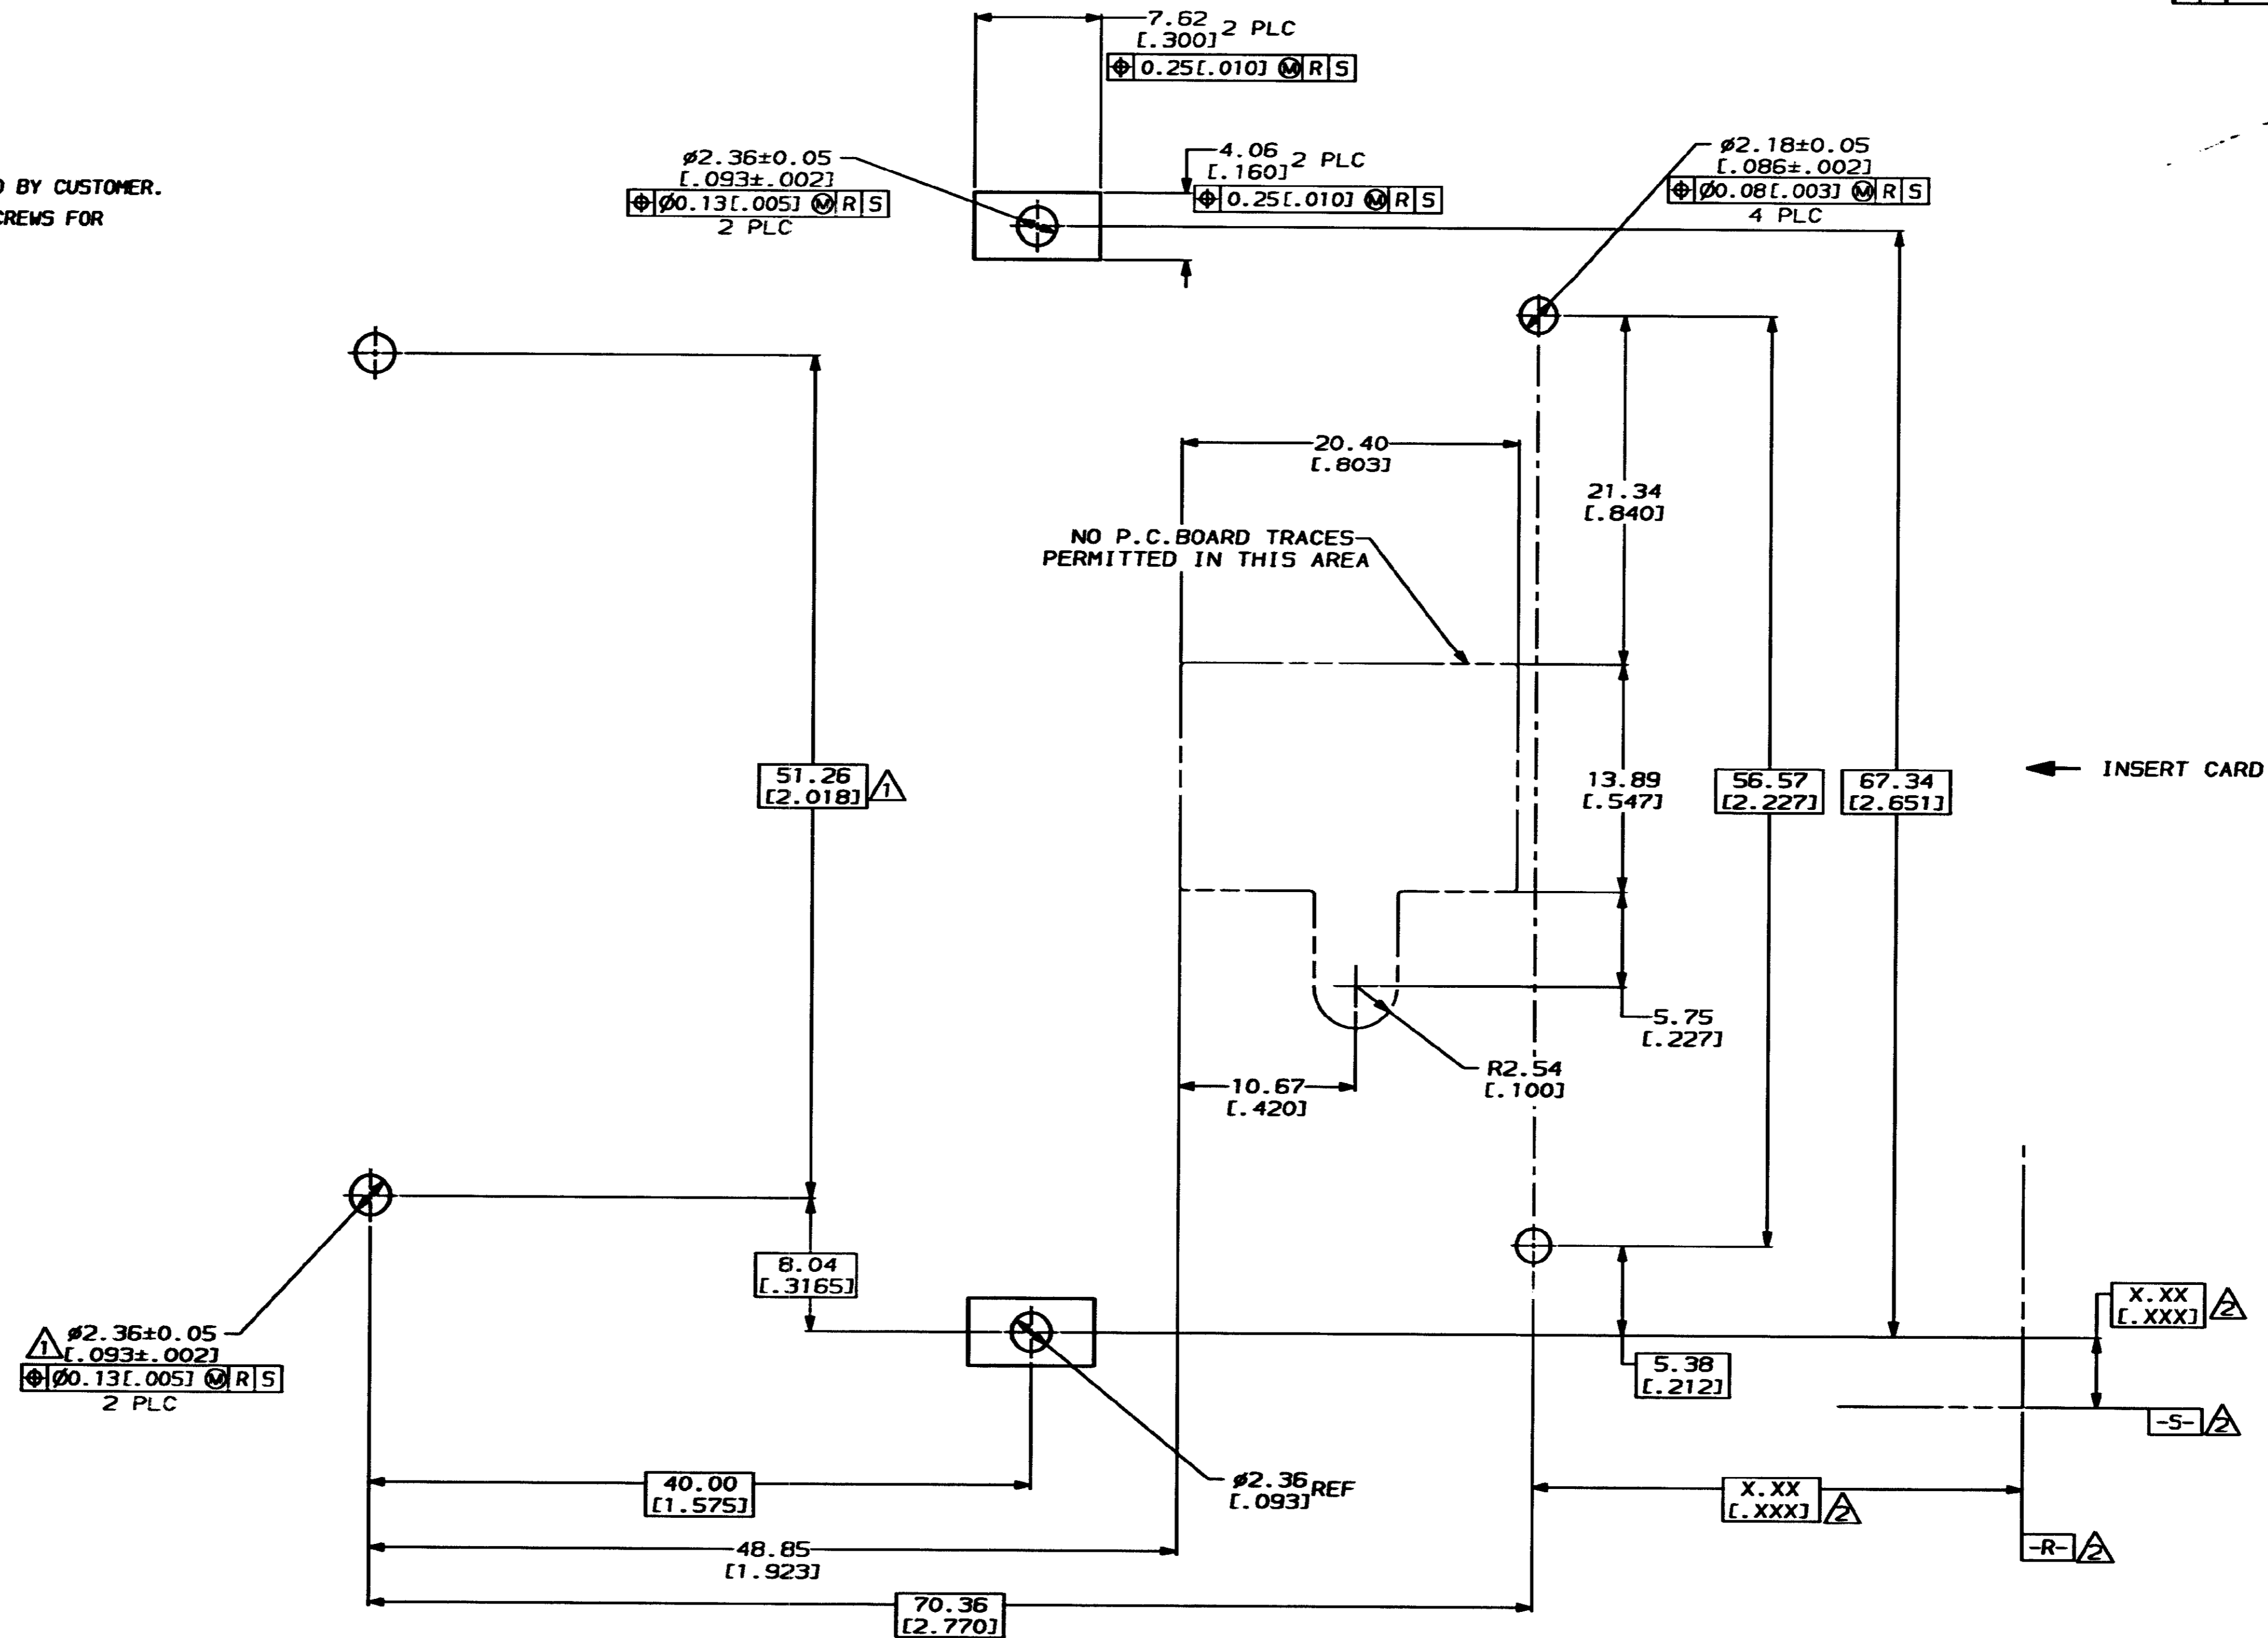 7.62 2 PLC
[.300]
⌖ 0.25[.010] Ⓜ R S
ø2.36±0.05
[.093±.002]
⌖ Ø0.13[.005] Ⓜ R S
2 PLC
4.06 2 PLC
[.160]
⌖ 0.25[.010] Ⓜ R S
ø2.18±0.05
[.086±.002]
⌖ Ø0.08[.003] Ⓜ R S
4 PLC
BY CUSTOMER.
FOR
20.40
[.803]
21.34
[.840]
NO P.C.BOARD TRACES
PERMITTED IN THIS AREA
51.26
[2.018] 1
13.89
[.547]
56.57
[2.227]
67.34
[2.651]
INSERT CARD
5.75
[.227]
R2.54
[.100]
10.67
[.420]
8.04
[.3165]
1 ø2.36±0.05
[.093±.002]
⌖ Ø0.13[.005] Ⓜ R S
2 PLC
5.38
[.212]
X.XX
[.XXX] 2
-S- 2
40.00
[1.575]
ø2.36 REF
[.093]
X.XX
[.XXX] 2
-R- 2
48.85
[1.923]
70.36
[2.770]